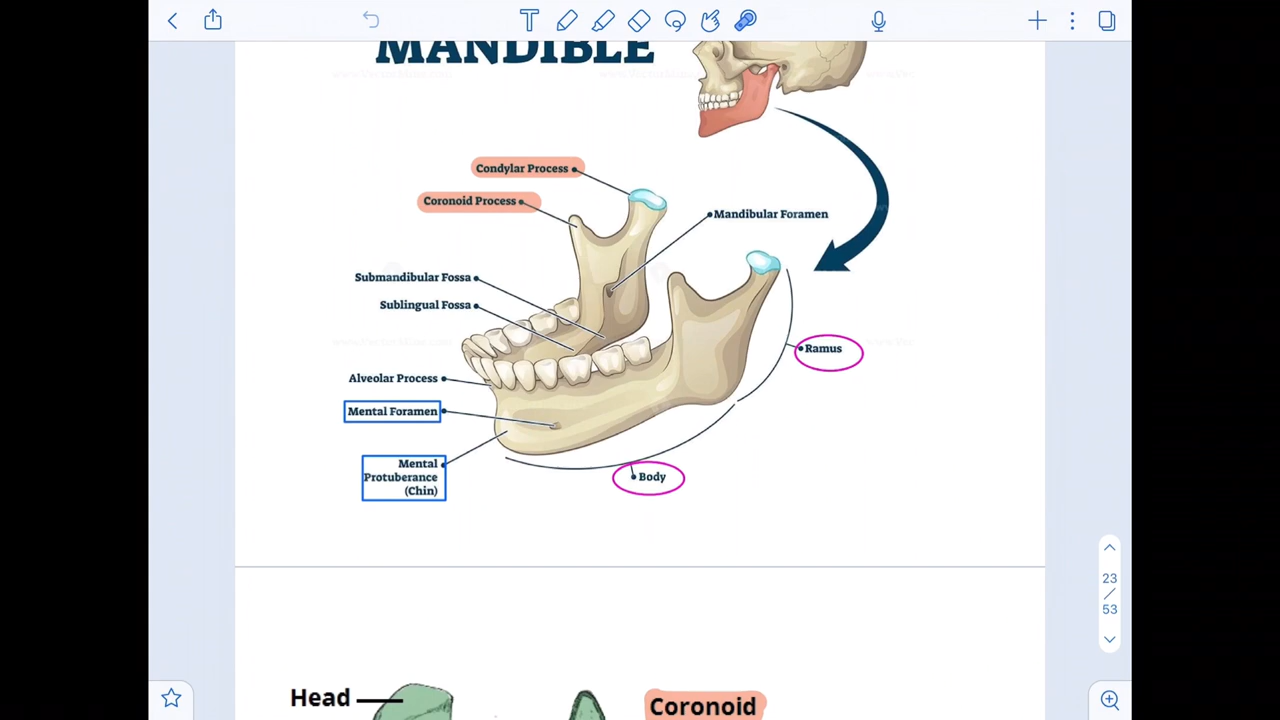 MANDIBLE
Condylar Process
Coronoid Process
Mandibular Foramen
Submandibular Fossa
Sublingual Fossa
Ramus
Alveolar Process
Mental Foramen
Mental
Protuberance
(Chin)
Body
23
/
53
Head
Coronoid